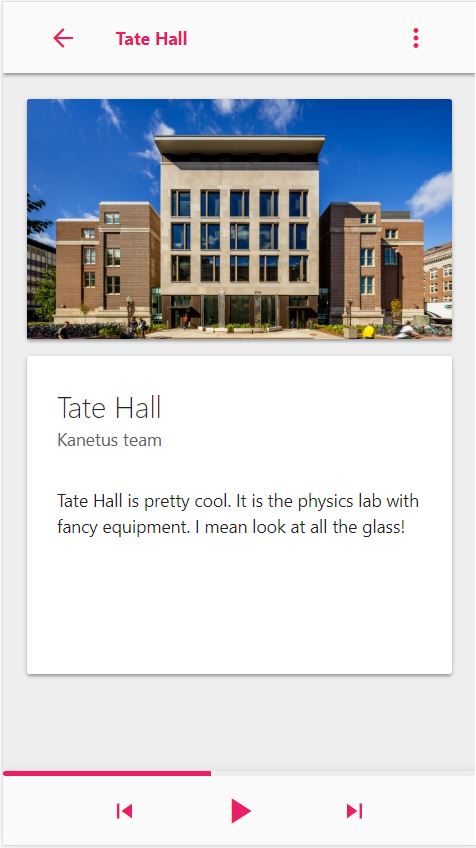 Tate Hall
Tate Hall
Kanetus team
Tate Hall is pretty cool. It is the physics lab with
fancy equipment. I mean look at all the glass!